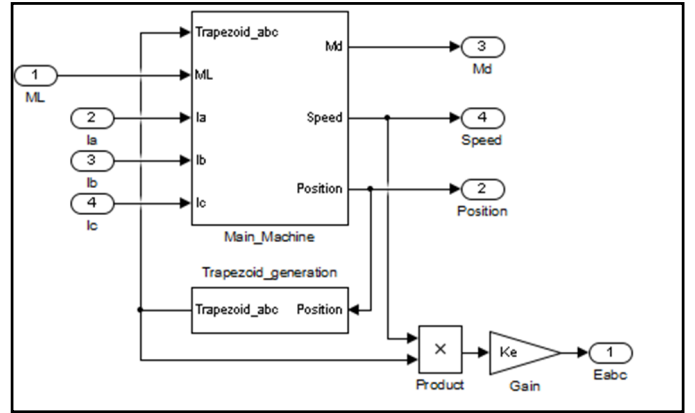 Trapezoid_abc
Md
3
Md
1
ML
ML
2
Ia
Ia
Speed
4
Speed
3
Ib
Ib
4
Ic
Ic
Position
2
Position
Main_Machine
Trapezoid_generation
Trapezoid_abc
Position
×
Product
Ke
Gain
1
Eabc